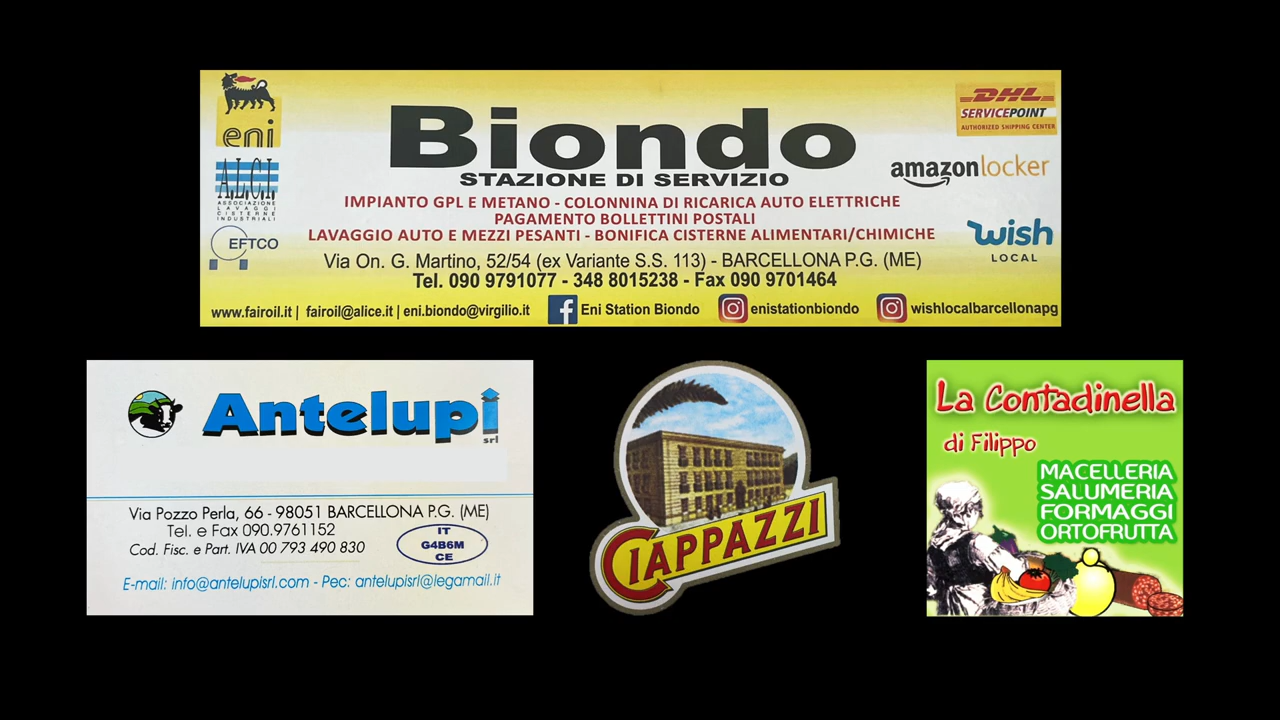 eni
A.L.C.I.
ASSOCIAZIONE
LAVAGGI
CISTERNE
INDUSTRIALI
EFTCO
Biondo
STAZIONE DI SERVIZIO
IMPIANTO GPL E METANO - COLONNINA DI RICARICA AUTO ELETTRICHE
PAGAMENTO BOLLETTINI POSTALI
LAVAGGIO AUTO E MEZZI PESANTI - BONIFICA CISTERNE ALIMENTARI/CHIMICHE
Via On. G. Martino, 52/54 (ex Variante S.S. 113) - BARCELLONA P.G. (ME)
Tel. 090 9791077 - 348 8015238 - Fax 090 9701464
www.fairoil.it | fairoil@alice.it | eni.biondo@virgilio.it Eni Station Biondo enistationbiondo wishlocalbarcellonapg
DHL
SERVICEPOINT
AUTHORIZED SHIPPING CENTER
amazonlocker
wish
LOCAL
Antelupi
srl
Via Pozzo Perla, 66 - 98051 BARCELLONA P.G. (ME)
Tel. e Fax 090.9761152
Cod. Fisc. e Part. IVA 00 793 490 830
IT
G4B6M
CE
E-mail: info@antelupisrl.com - Pec: antelupisrl@legamail.it
CIAPPAZZI
La Contadinella
di Filippo
MACELLERIA
SALUMERIA
FORMAGGI
ORTOFRUTTA